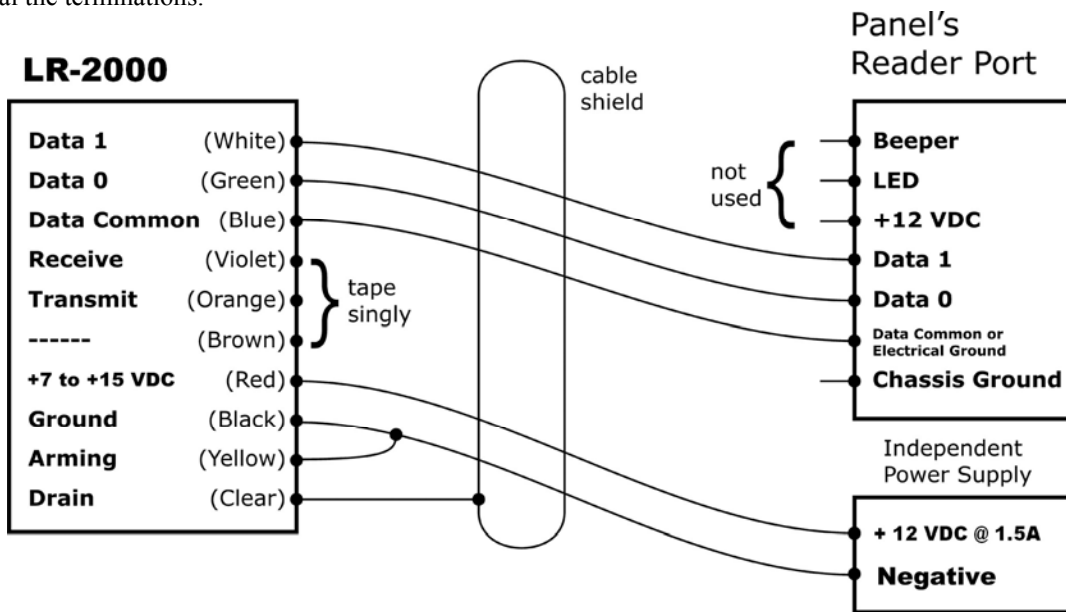 LR-2000
Data 1 (White)
Data 0 (Green)
Data Common (Blue)
Receive (Violet)
Transmit (Orange)
------ (Brown)
+7 to +15 VDC (Red)
Ground (Black)
Arming (Yellow)
Drain (Clear)
tape
singly
cable
shield
Panel's
Reader Port
not
used
Beeper
LED
+12 VDC
Data 1
Data 0
Data Common or
Electrical Ground
Chassis Ground
Independent
Power Supply
+ 12 VDC @ 1.5A
Negative